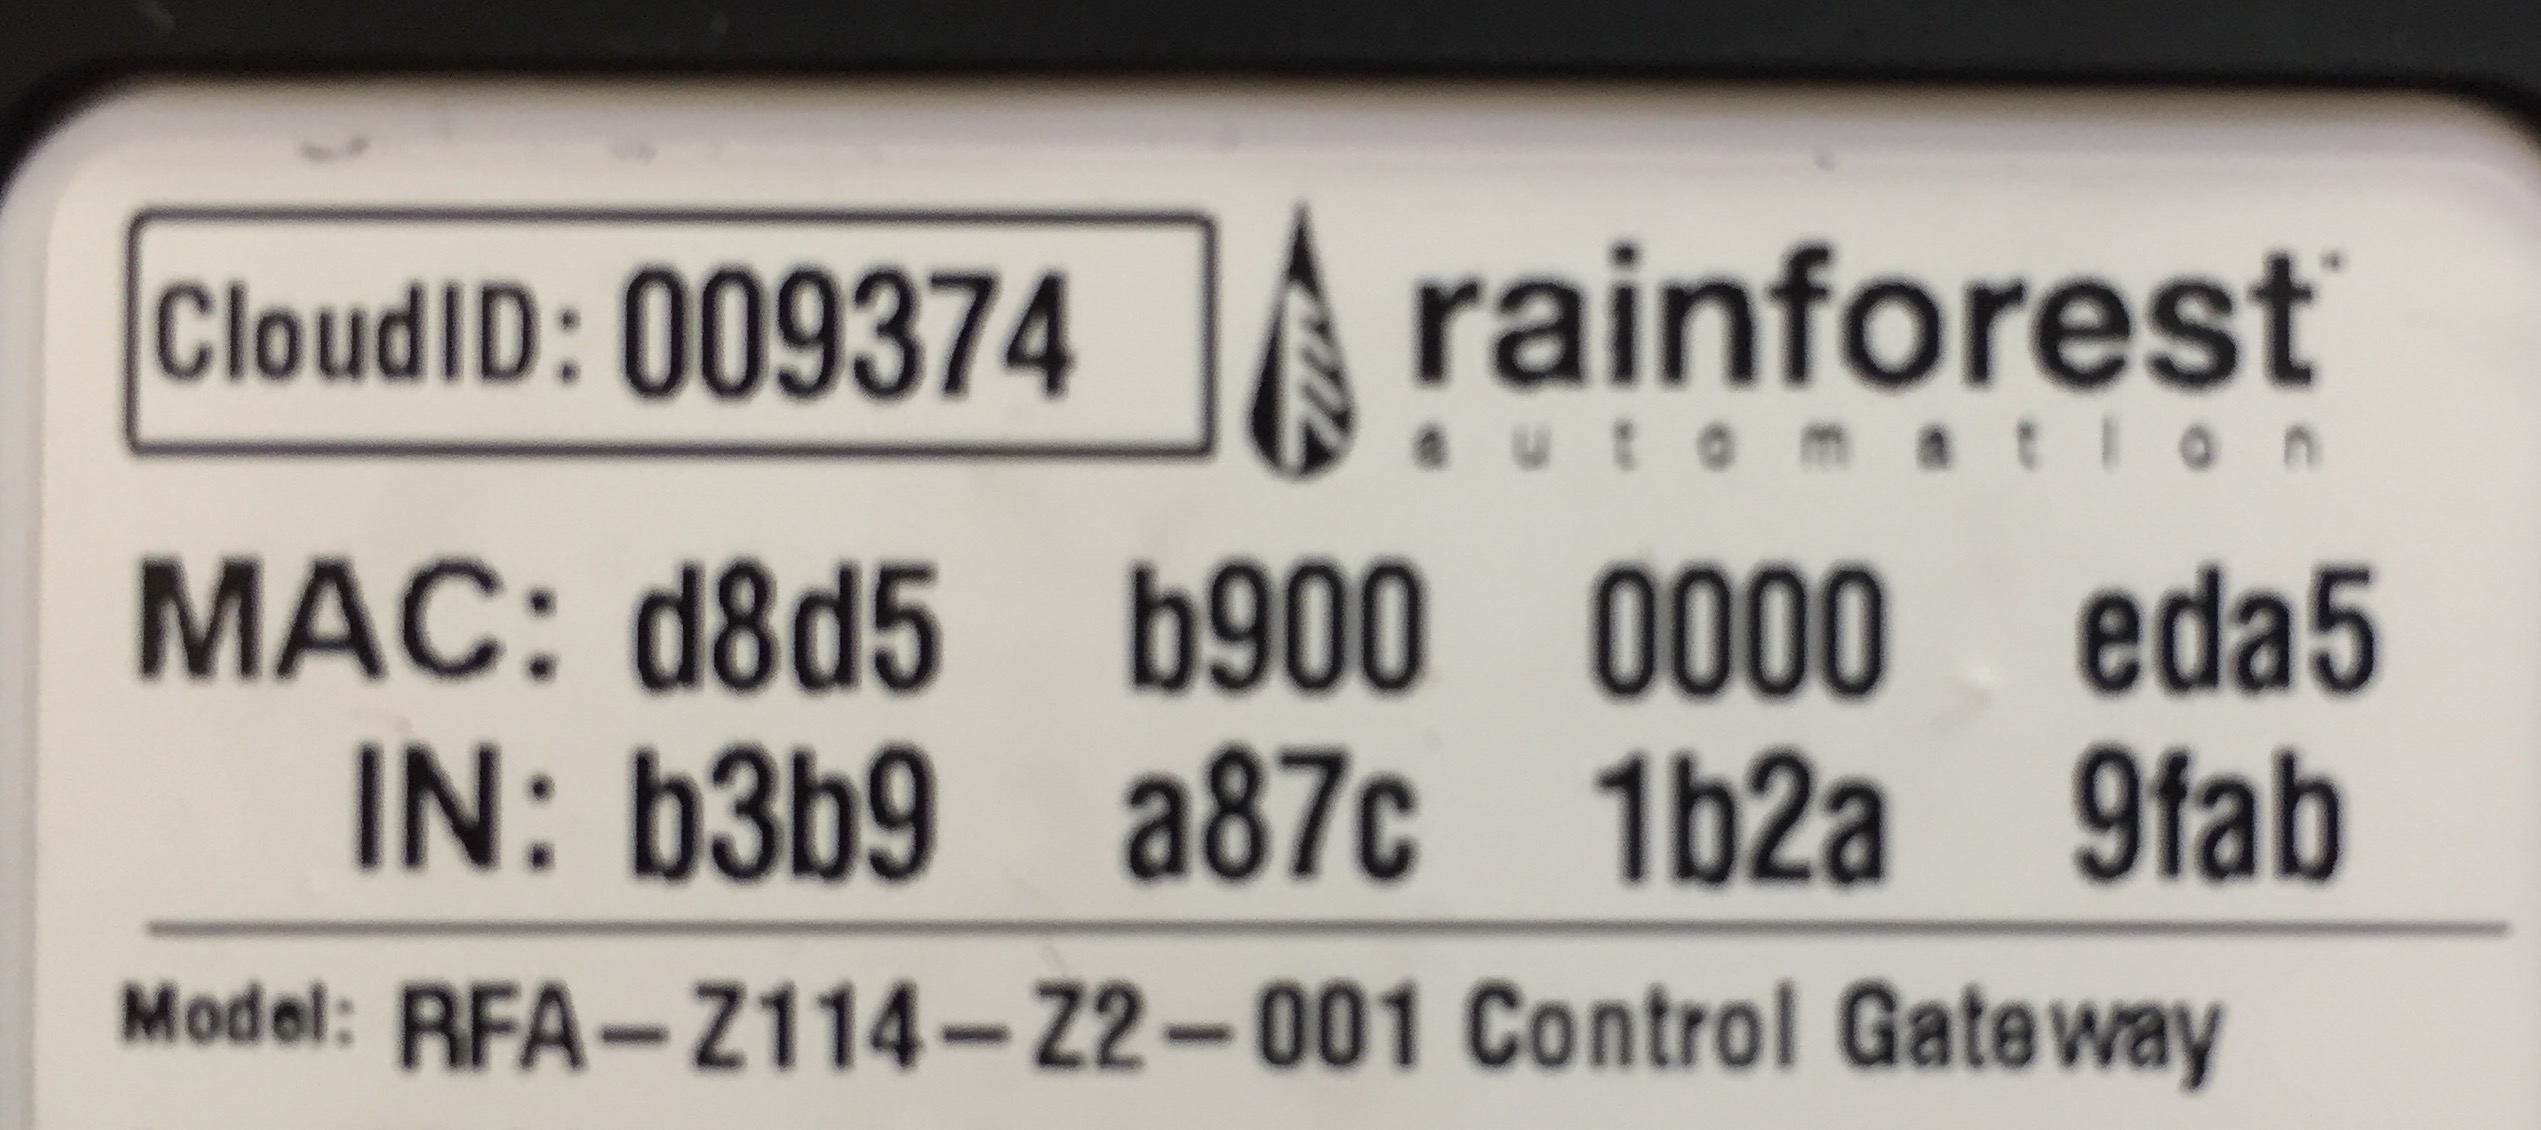 CloudID: 009374
rainforest
automation
MAC: d8d5 b900 0000 eda5
IN: b3b9 a87c 1b2a 9fab
Model: RFA-Z114-Z2-001 Control Gateway